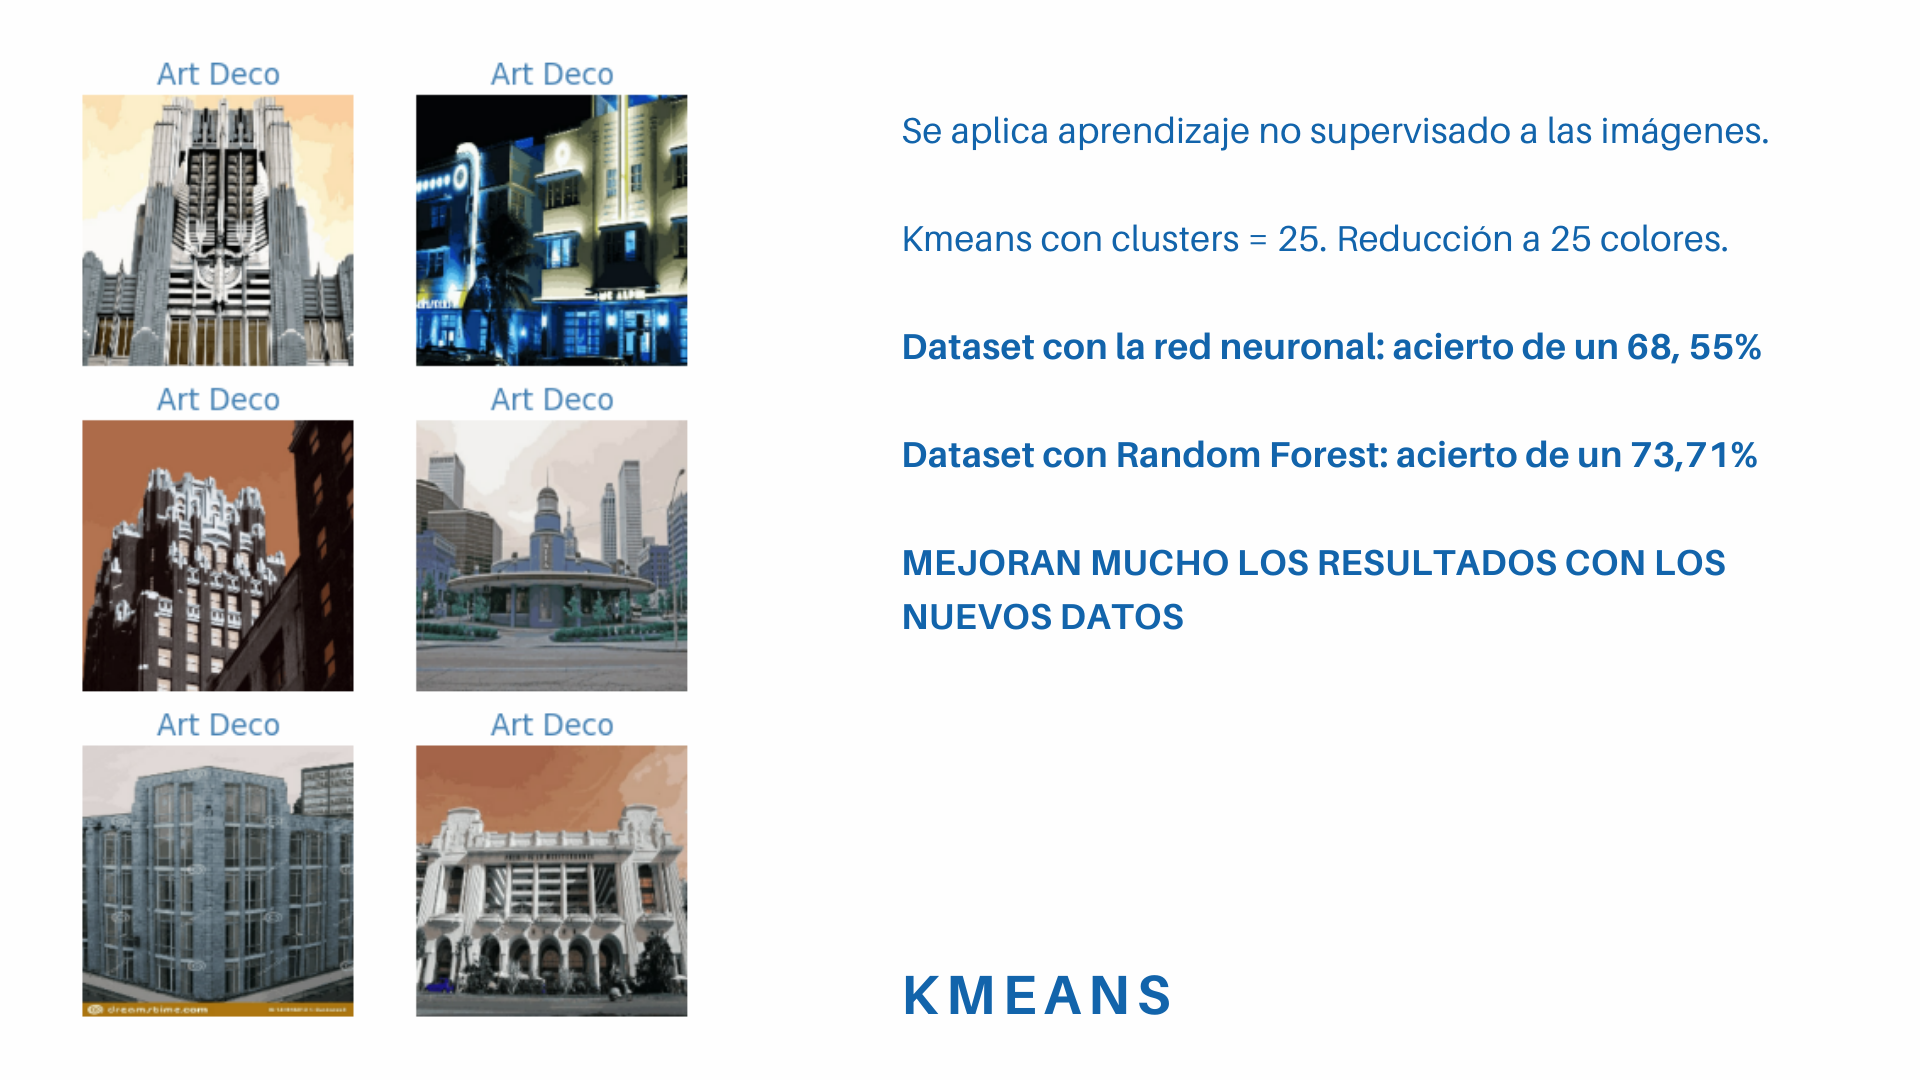 Art Deco
Art Deco
Art Deco
Art Deco
Art Deco
Art Deco
dreamstime.com
Se aplica aprendizaje no supervisado a las imágenes.
Kmeans con clusters = 25. Reducción a 25 colores.
Dataset con la red neuronal: acierto de un 68, 55%
Dataset con Random Forest: acierto de un 73,71%
MEJORAN MUCHO LOS RESULTADOS CON LOS
NUEVOS DATOS
KMEANS